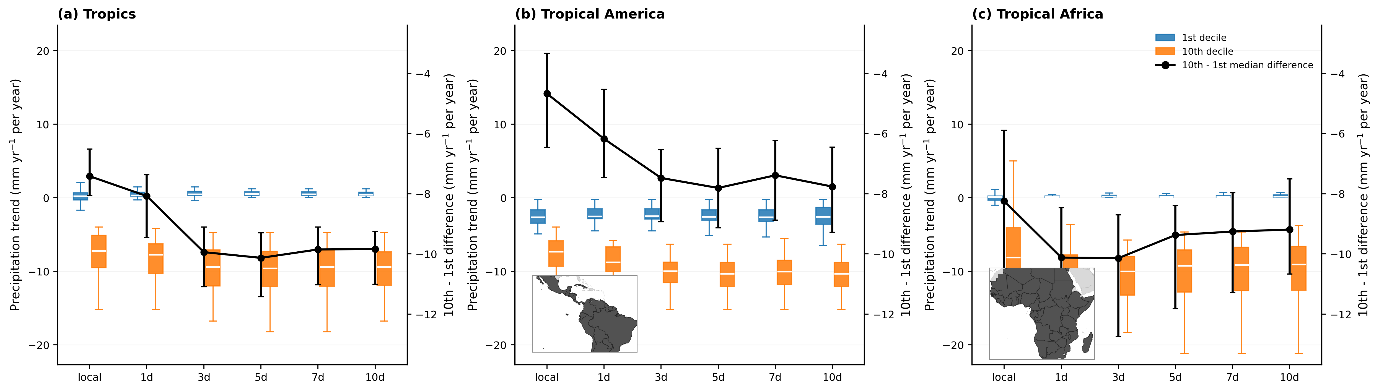 (a) Tropics
(b) Tropical America
(c) Tropical Africa
Precipitation trend (mm yr⁻¹ per year)
20
10
0
−10
−20
local 1d 3d 5d 7d 10d
−4
−6
−8
−10
−12
10th - 1st difference (mm yr⁻¹ per year)
Precipitation trend (mm yr⁻¹ per year)
20
10
0
−10
−20
local 1d 3d 5d 7d 10d
−4
−6
−8
−10
−12
10th - 1st difference (mm yr⁻¹ per year)
Precipitation trend (mm yr⁻¹ per year)
20
10
0
−10
−20
local 1d 3d 5d 7d 10d
1st decile
10th decile
10th - 1st median difference
−4
−6
−8
−10
−12
10th - 1st difference (mm yr⁻¹ per year)